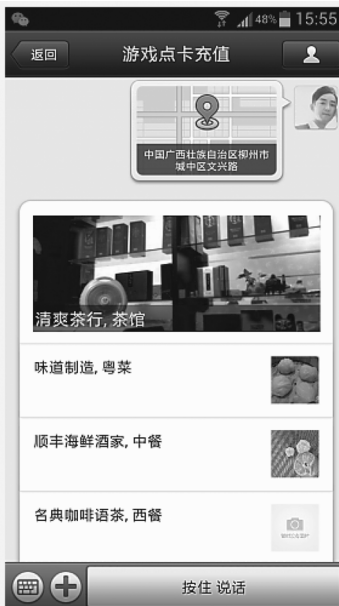 48% 15:55
返回
游戏点卡充值
中国广西壮族自治区柳州市
城中区文兴路
清爽茶行, 茶馆
味道制造, 粤菜
顺丰海鲜酒家, 中餐
名典咖啡语茶, 西餐
按住 说话